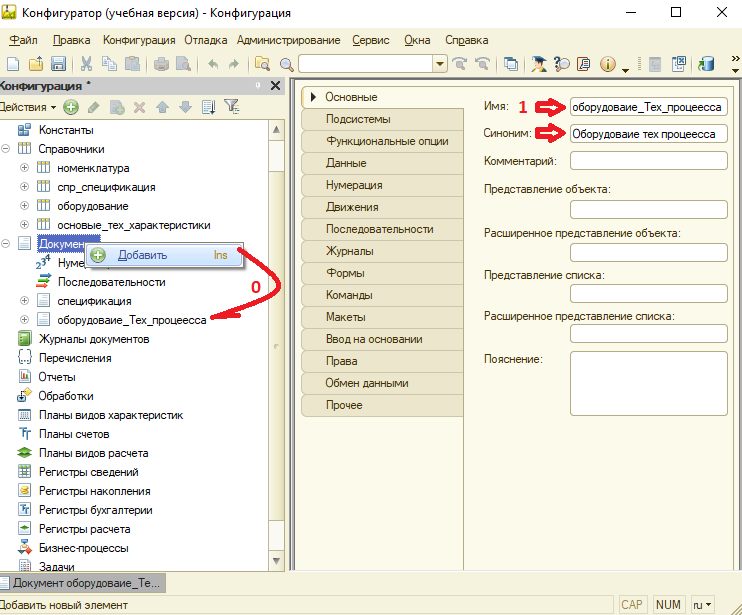 Конфигуратор (учебная версия) - Конфигурация
Файл Правка Конфигурация Отладка Администрирование Сервис Окна Справка
Конфигурация *
Действия
Константы
Справочники
номенклатура
спр_спецификация
оборудование
основые_тех_характеристики
Докумен
Добавить Ins
Нуме
Последовательности
спецификация
оборудоваие_Тех_процеесса
Журналы документов
Перечисления
Отчеты
Обработки
Планы видов характеристик
Планы счетов
Планы видов расчета
Регистры сведений
Регистры накопления
Регистры бухгалтерии
Регистры расчета
Бизнес-процессы
Задачи
0
Основные
Подсистемы
Функциональные опции
Данные
Нумерация
Движения
Последовательности
Журналы
Формы
Команды
Макеты
Ввод на основании
Права
Обмен данными
Прочее
Имя: 1 оборудоваие_Тех_процеесса
Синоним: Оборудоваие тех процеесса
Комментарий:
Представление объекта:
Расширенное представление объекта:
Представление списка:
Расширенное представление списка:
Пояснение:
Документ оборудоваие_Те...
Добавить новый элемент
CAP NUM ru